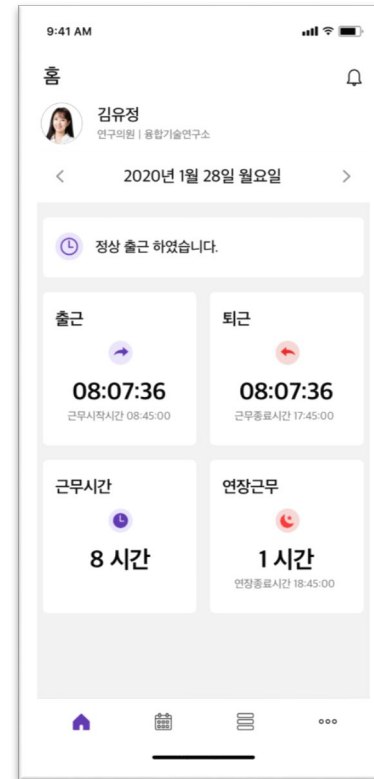 9:41 AM
홈
김유정
연구의원 | 융합기술연구소
2020년 1월 28일 월요일
정상 출근 하였습니다.
출근
08:07:36
근무시작시간 08:45:00
퇴근
08:07:36
근무종료시간 17:45:00
근무시간
8 시간
연장근무
1 시간
연장종료시간 18:45:00